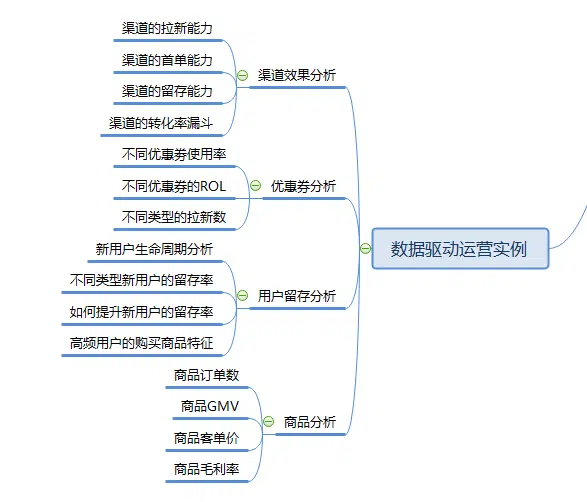 渠道的拉新能力
渠道的首单能力
渠道的留存能力
渠道的转化率漏斗
渠道效果分析
不同优惠劵使用率
不同优惠券的ROL
不同类型的拉新数
优惠券分析
新用户生命周期分析
不同类型新用户的留存率
如何提升新用户的留存率
高频用户的购买商品特征
用户留存分析
商品订单数
商品GMV
商品客单价
商品毛利率
商品分析
数据驱动运营实例